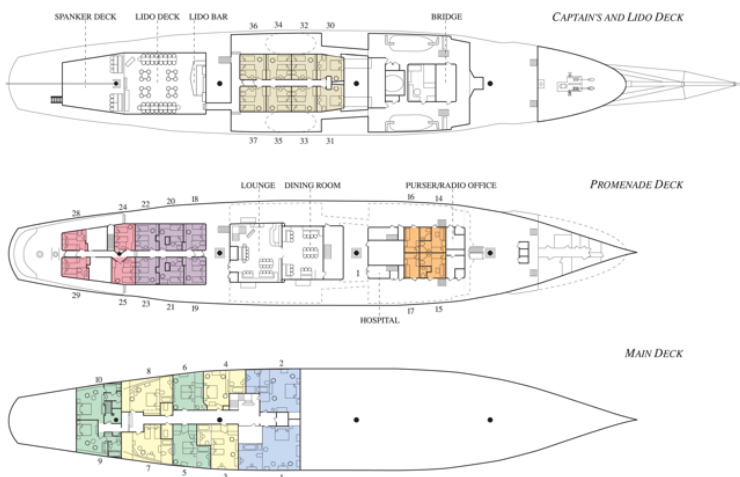 SPANKER DECK LIDO DECK LIDO BAR BRIDGE CAPTAIN'S AND LIDO DECK
36 34 32 30
37 35 33 31
PROMENADE DECK
LOUNGE DINING ROOM PURSER/RADIO OFFICE
28 24 22 20 18 16 14
1
29 25 23 21 19 17 15
HOSPITAL
MAIN DECK
10 8 6 4 2
9 7 5 3 1